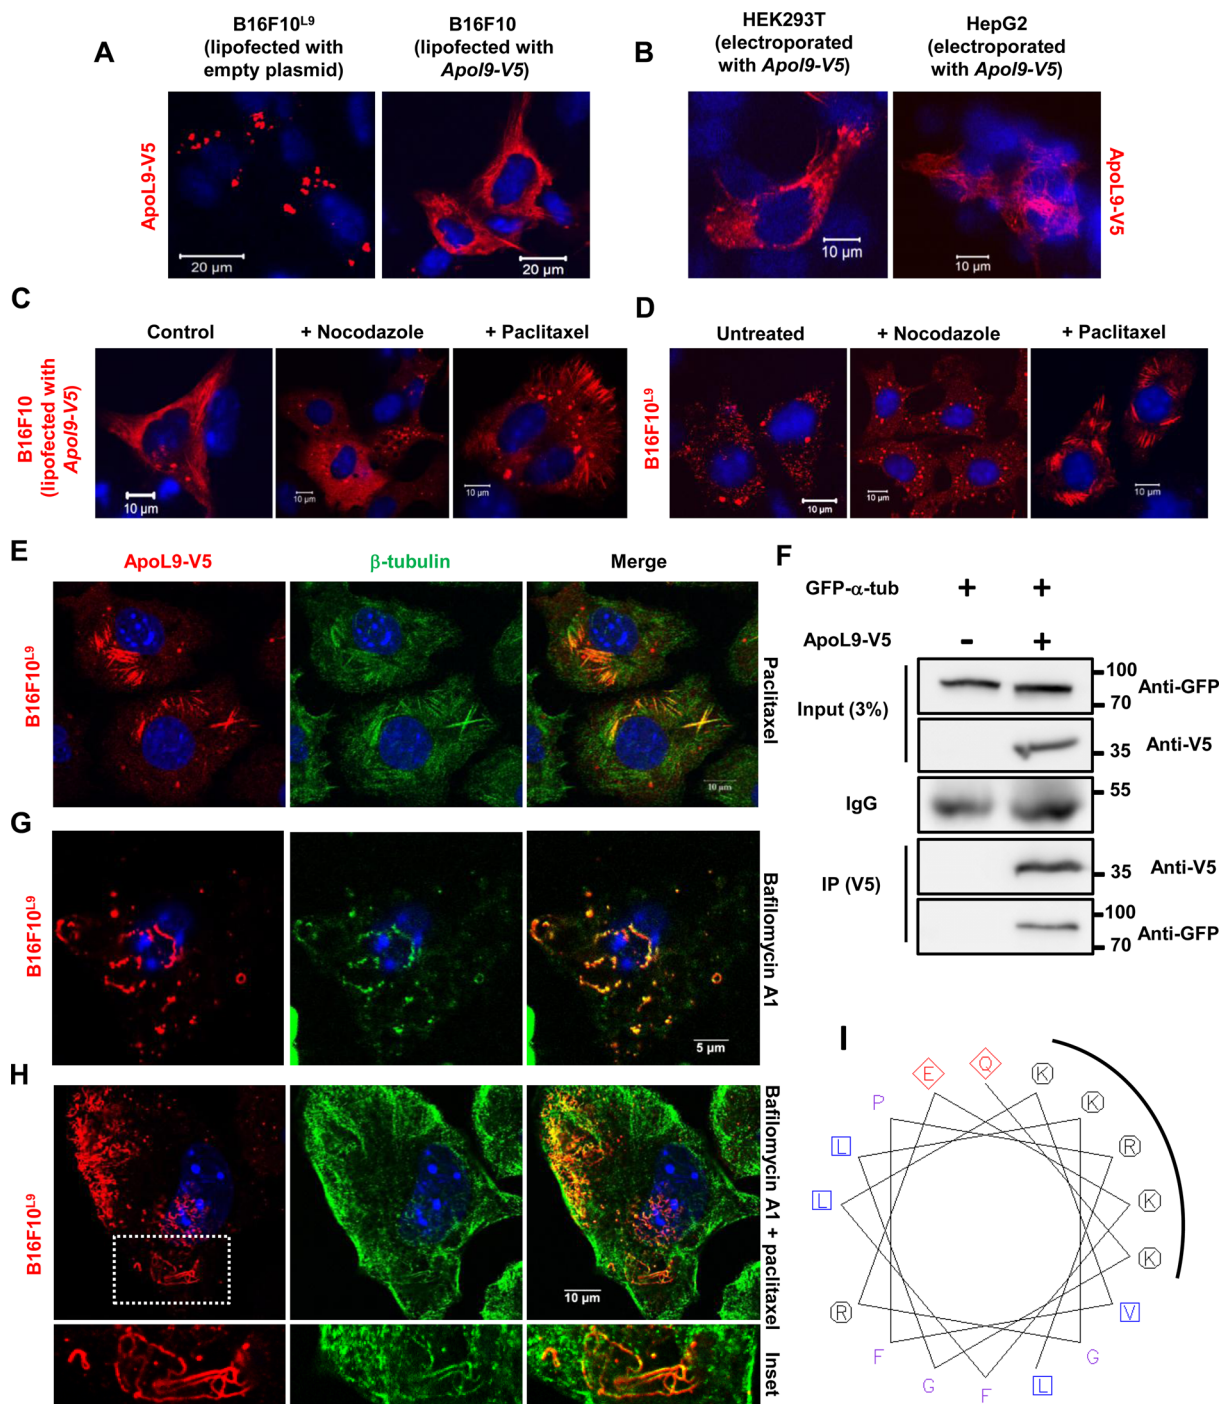 A
B16F10L9
(lipofected with
empty plasmid)
B16F10
(lipofected with
Apol9-V5)
ApoL9-V5
20 µm
20 µm
B
HEK293T
(electroporated
with Apol9-V5)
HepG2
(electroporated
with Apol9-V5)
10 µm
10 µm
ApoL9-V5
C
Control
+ Nocodazole
+ Paclitaxel
B16F10
(lipofected with
Apol9-V5)
10 µm
10 µm
10 µm
D
Untreated
+ Nocodazole
+ Paclitaxel
B16F10L9
10 µm
10 µm
10 µm
E
ApoL9-V5
β-tubulin
Merge
B16F10L9
10 µm
Paclitaxel
F
GFP-α-tub
+
+
ApoL9-V5
-
+
Input (3%)
100
70
Anti-GFP
35
Anti-V5
IgG
55
IP (V5)
35
Anti-V5
100
70
Anti-GFP
G
B16F10L9
5 µm
Bafilomycin A1
H
B16F10L9
10 µm
Bafilomycin A1 + paclitaxel
Inset
I
Q
K
K
R
K
K
V
G
L
F
G
F
R
L
L
P
E